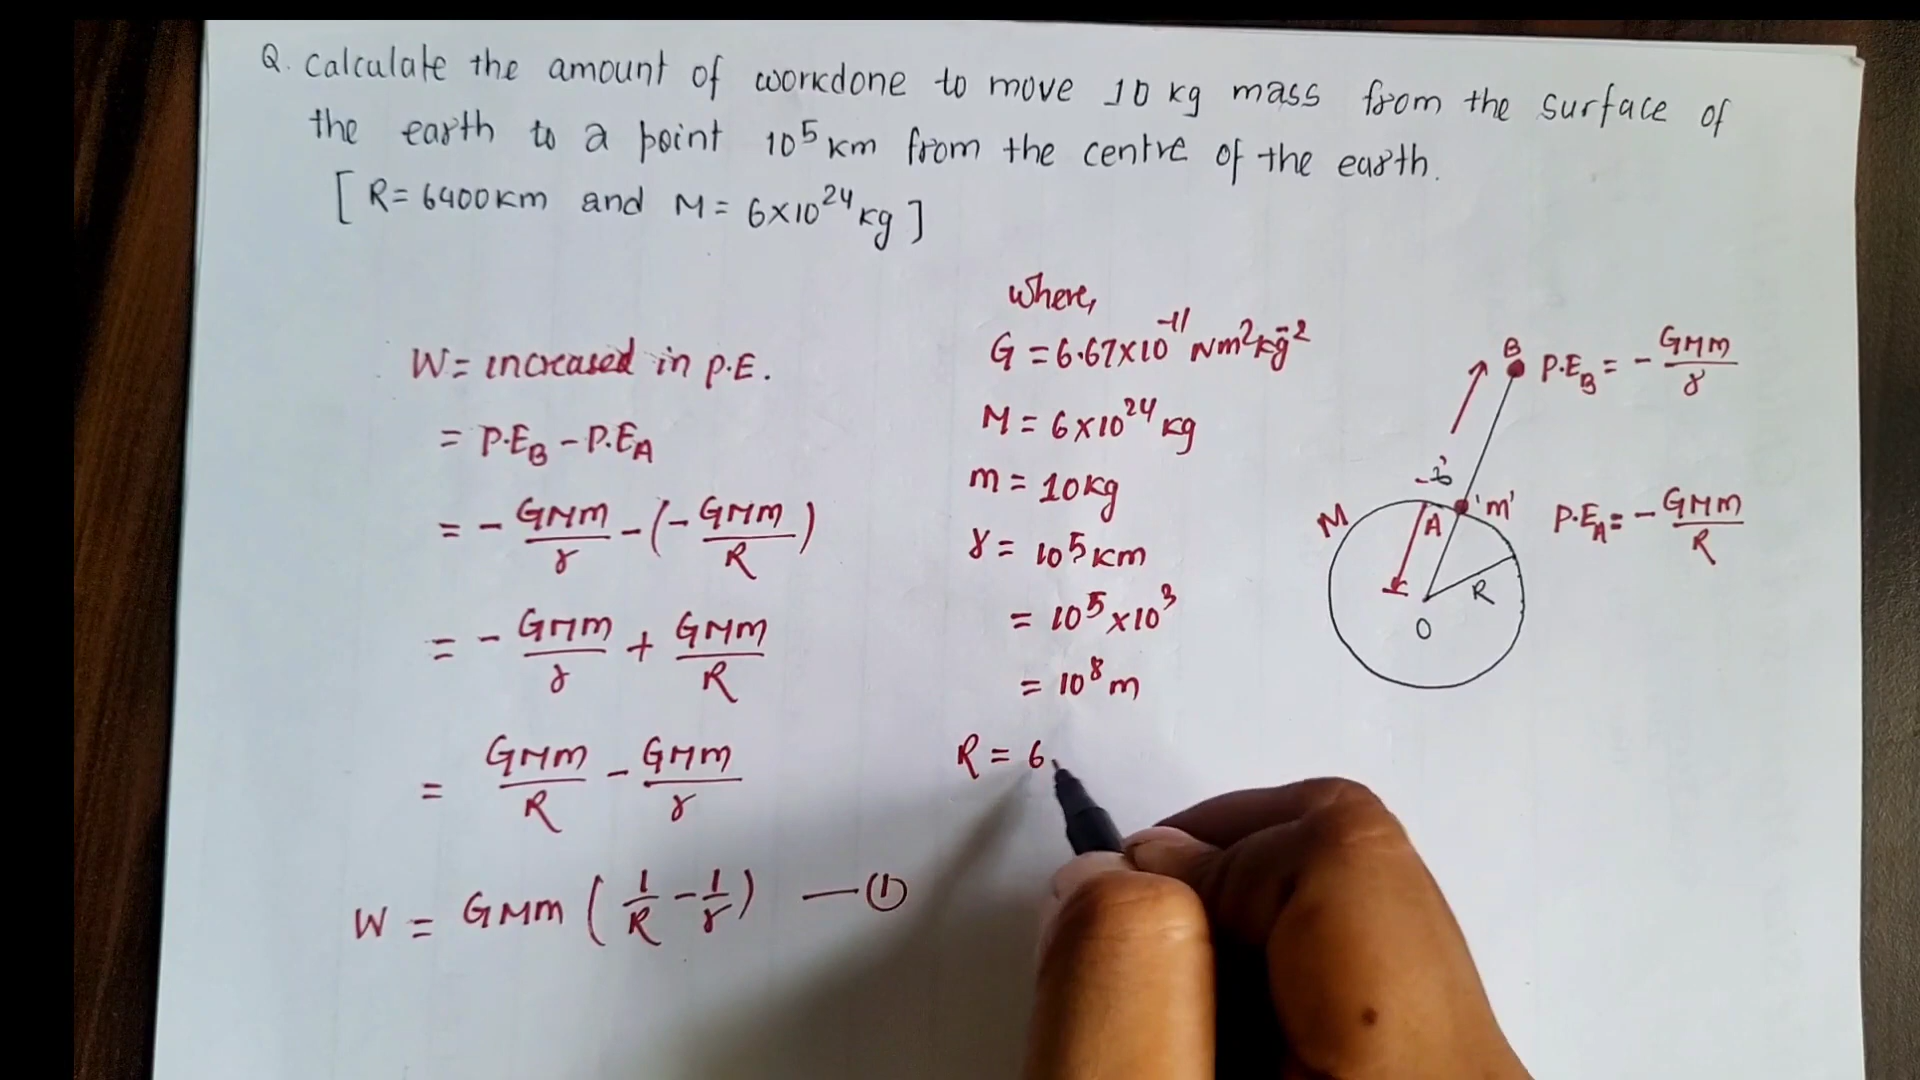 Q. Calculate the amount of workdone to move 10 kg mass from the surface of
the earth to a point 10⁵ km from the centre of the earth.
[ R= 6400 km and M = 6×10²⁴ kg ]
W = increased in P.E.
= P.E_B - P.E_A
= - GMm/r - (- GMm/R)
= - GMm/r + GMm/R
= GMm/R - GMm/r
W = GMm (1/R - 1/r) — ①
where,
G = 6.67×10⁻¹¹ Nm²kg⁻²
M = 6×10²⁴ kg
m = 10kg
r = 10⁵ km
= 10⁵×10³
= 10⁸ m
R = 6.
B P.E_B = - GMm/r
M A 'm' P.E_A = - GMm/R
R
O